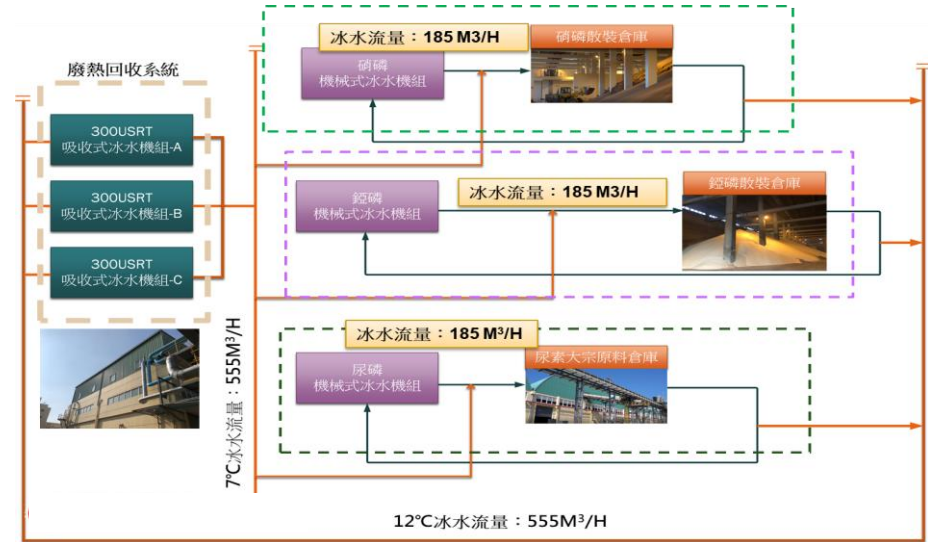 廢熱回收系統
300USRT
吸收式冰水機組-A
300USRT
吸收式冰水機組-B
300USRT
吸收式冰水機組-C
7℃冰水流量：555M³/H
冰水流量：185 M3/H
硝磷
機械式冰水機組
硝磷散裝倉庫
冰水流量：185 M3/H
錏磷
機械式冰水機組
錏磷散裝倉庫
冰水流量：185 M³/H
尿磷
機械式冰水機組
尿素大宗原料倉庫
12℃冰水流量：555M³/H